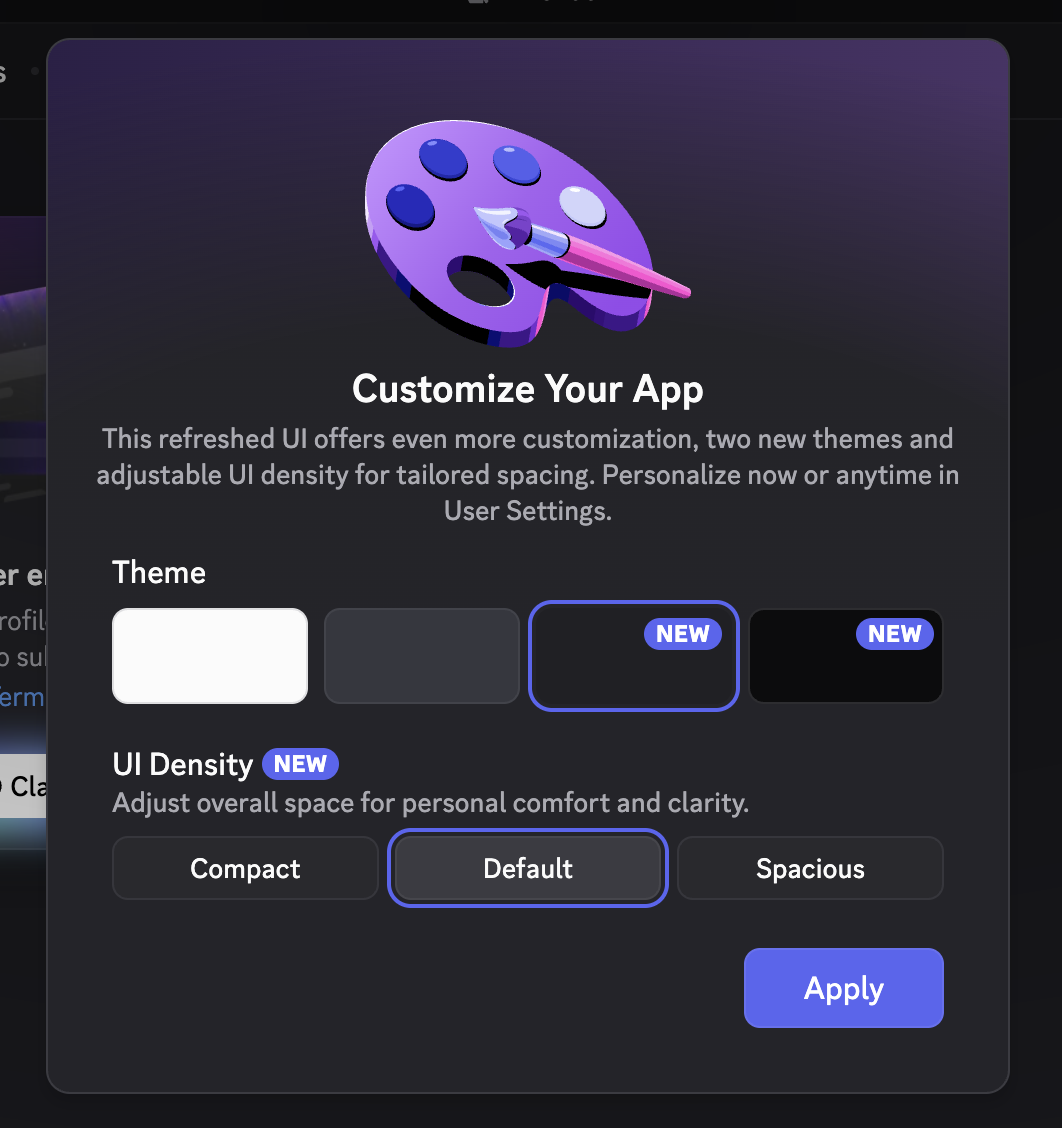 Customize Your App
This refreshed UI offers even more customization, two new themes and
adjustable UI density for tailored spacing. Personalize now or anytime in
User Settings.
Theme
NEW
NEW
UI Density NEW
Adjust overall space for personal comfort and clarity.
Compact
Default
Spacious
Apply